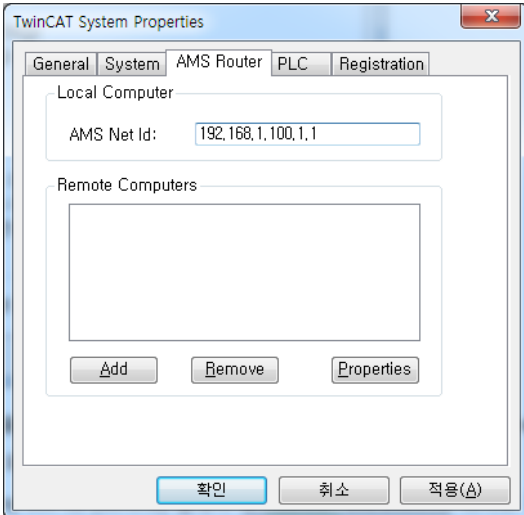 TwinCAT System Properties
General System AMS Router PLC Registration
Local Computer
AMS Net Id: 192,168,1,100,1,1
Remote Computers
Add Remove Properties
확인 취소 적용(A)